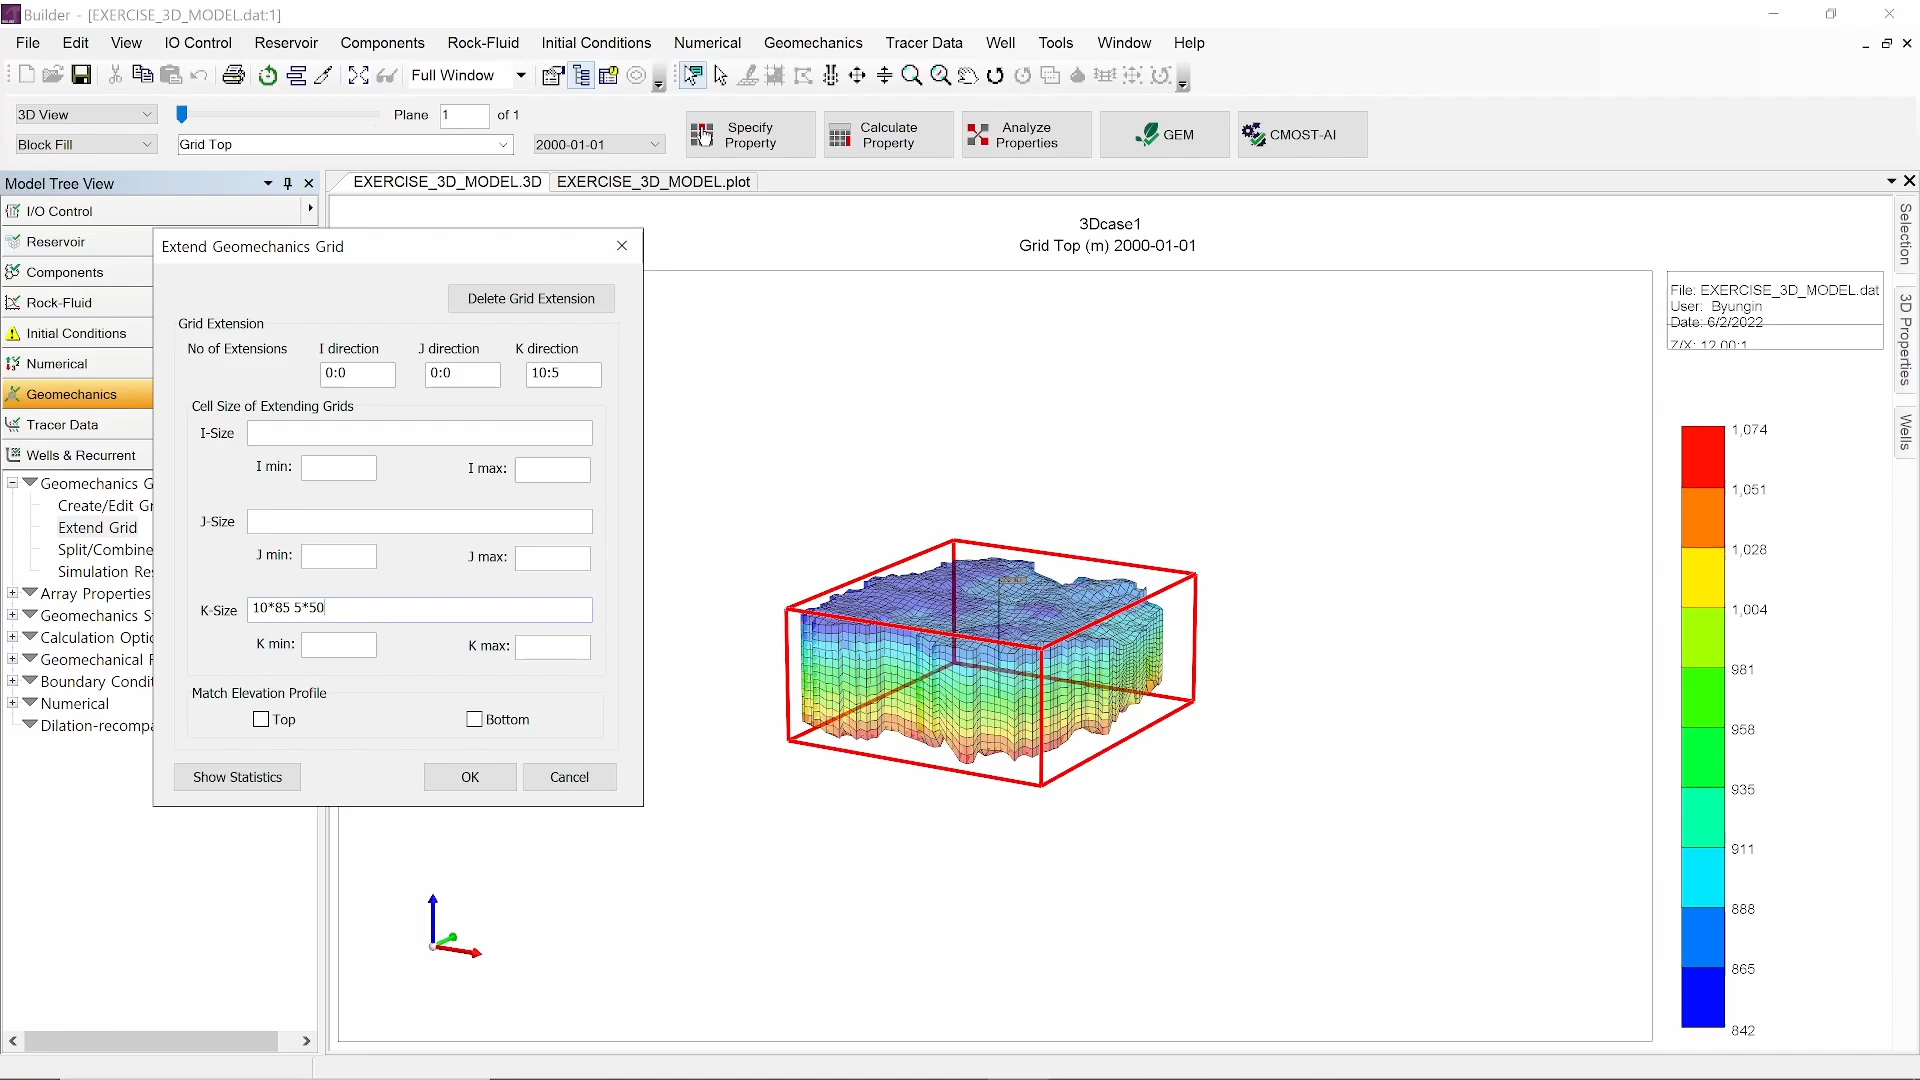 Builder - [EXERCISE_3D_MODEL.dat:1]
File Edit View IO Control Reservoir Components Rock-Fluid Initial Conditions Numerical Geomechanics Tracer Data Well Tools Window Help
Full Window
3D View
Plane 1 of 1
Block Fill
Grid Top
2000-01-01
Specify Property
Calculate Property
Analyze Properties
GEM
CMOST-AI
Model Tree View
EXERCISE_3D_MODEL.3D
EXERCISE_3D_MODEL.plot
I/O Control
Reservoir
Components
Rock-Fluid
Initial Conditions
Numerical
Geomechanics
Tracer Data
Wells & Recurrent
Geomechanics G
Create/Edit Gr
Extend Grid
Split/Combine
Simulation Res
Array Properties
Geomechanics S
Calculation Optic
Geomechanical F
Boundary Condit
Numerical
Dilation-recompa
Extend Geomechanics Grid
Delete Grid Extension
Grid Extension
No of Extensions I direction J direction K direction
0:0 0:0 10:5
Cell Size of Extending Grids
I-Size
I min: I max:
J-Size
J min: J max:
K-Size 10*85 5*50
K min: K max:
Match Elevation Profile
Top Bottom
Show Statistics OK Cancel
3Dcase1
Grid Top (m) 2000-01-01
File: EXERCISE_3D_MODEL.dat
User: Byungin
Date: 6/2/2022
Z/X: 12.00:1
1,074
1,051
1,028
1,004
981
958
935
911
888
865
842
Selection
3D Properties
Wells